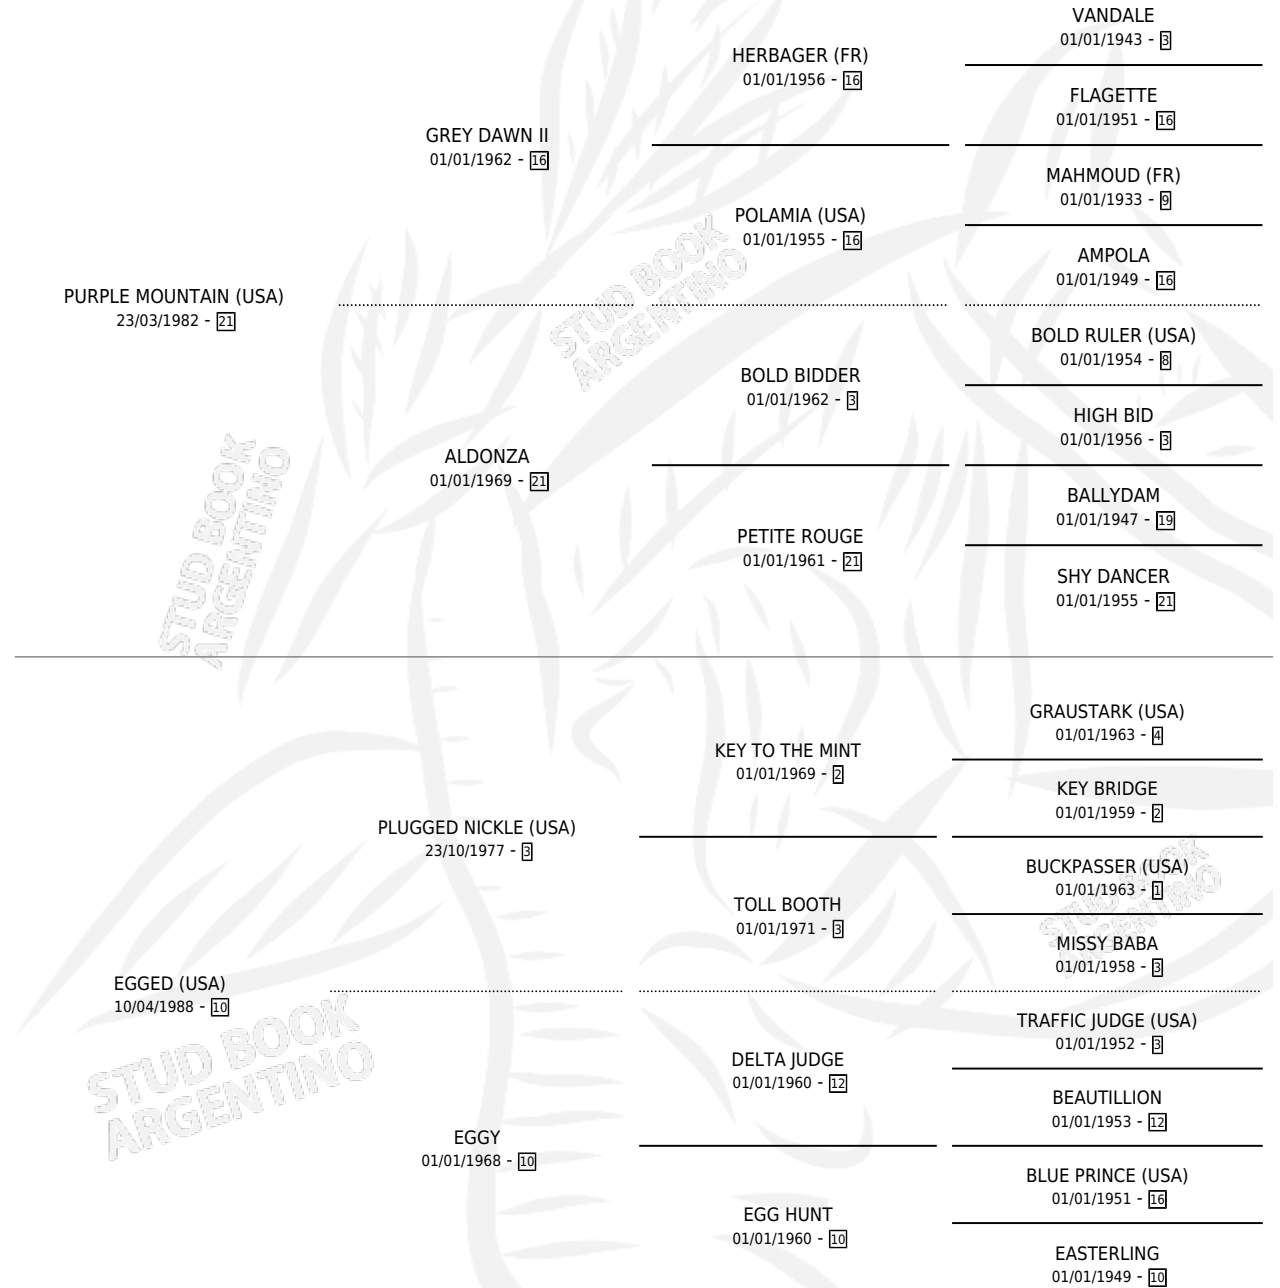 VANDALE
01/01/1943 - 3
HERBAGER (FR)
01/01/1956 - 16
FLAGETTE
01/01/1951 - 16
GREY DAWN II
01/01/1962 - 16
MAHMOUD (FR)
01/01/1933 - 9
POLAMIA (USA)
01/01/1955 - 16
AMPOLA
01/01/1949 - 16
PURPLE MOUNTAIN (USA)
23/03/1982 - 21
BOLD RULER (USA)
01/01/1954 - 8
BOLD BIDDER
01/01/1962 - 3
HIGH BID
01/01/1956 - 3
ALDONZA
01/01/1969 - 21
BALLYDAM
01/01/1947 - 19
PETITE ROUGE
01/01/1961 - 21
SHY DANCER
01/01/1955 - 21
STUD BOOK
ARGENTINO
STUD BOOK
ARGENTINO
GRAUSTARK (USA)
01/01/1963 - 4
KEY TO THE MINT
01/01/1969 - 2
KEY BRIDGE
01/01/1959 - 2
PLUGGED NICKLE (USA)
23/10/1977 - 3
BUCKPASSER (USA)
01/01/1963 - 1
TOLL BOOTH
01/01/1971 - 3
MISSY BABA
01/01/1958 - 3
EGGED (USA)
10/04/1988 - 10
TRAFFIC JUDGE (USA)
01/01/1952 - 3
DELTA JUDGE
01/01/1960 - 12
BEAUTILLION
01/01/1953 - 12
EGGY
01/01/1968 - 10
BLUE PRINCE (USA)
01/01/1951 - 16
EGG HUNT
01/01/1960 - 10
EASTERLING
01/01/1949 - 10
STUD BOOK
ARGENTINO
STUD BOOK
ARGENTINO